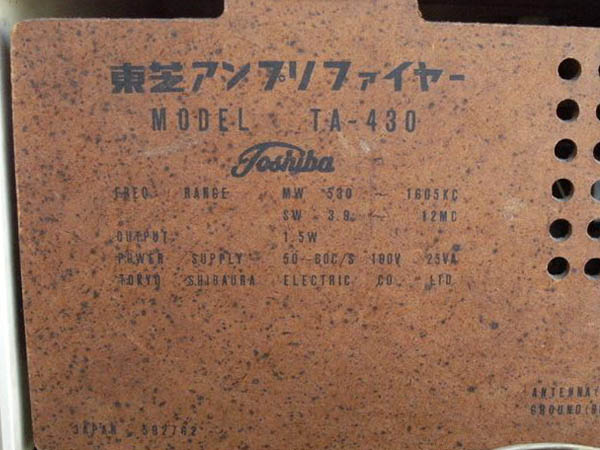 東芝アンプリファイヤー
MODEL TA-430
Toshiba
FREQ RANGE MW 530 ~ 1605KC
SW 3.9 ~ 12MC
OUTPUT 1.5W
POWER SUPPLY 50-60C/S 100V 25VA
TOKYO SHIBAURA ELECTRIC CO LTD
ANTENNA(
GROUND(
JAPAN